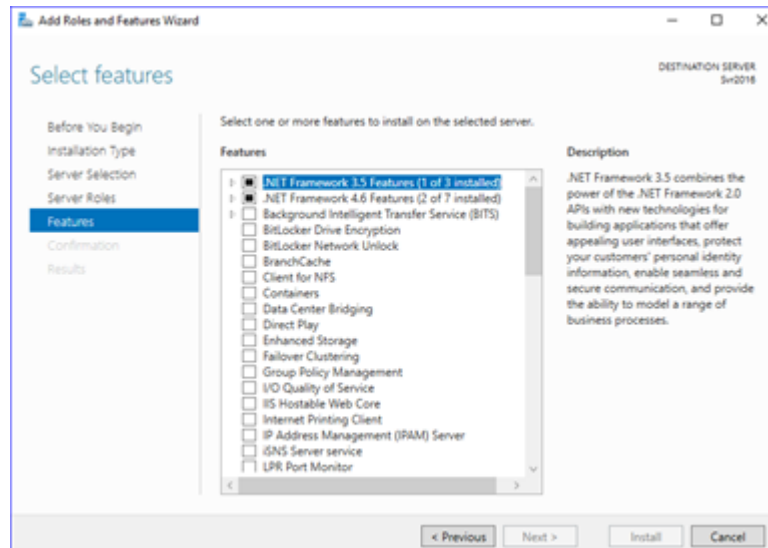 Add Roles and Features Wizard
Select features
DESTINATION SERVER
Svr2016
Before You Begin
Installation Type
Server Selection
Server Roles
Features
Confirmation
Results
Select one or more features to install on the selected server.
Features
.NET Framework 3.5 Features (1 of 3 installed)
.NET Framework 4.6 Features (2 of 7 installed)
Background Intelligent Transfer Service (BITS)
BitLocker Drive Encryption
BitLocker Network Unlock
BranchCache
Client for NFS
Containers
Data Center Bridging
Direct Play
Enhanced Storage
Failover Clustering
Group Policy Management
I/O Quality of Service
IIS Hostable Web Core
Internet Printing Client
IP Address Management (IPAM) Server
iSNS Server service
LPR Port Monitor
Description
.NET Framework 3.5 combines the
power of the .NET Framework 2.0
APIs with new technologies for
building applications that offer
appealing user interfaces, protect
your customers' personal identity
information, enable seamless and
secure communication, and provide
the ability to model a range of
business processes.
< Previous
Next >
Install
Cancel